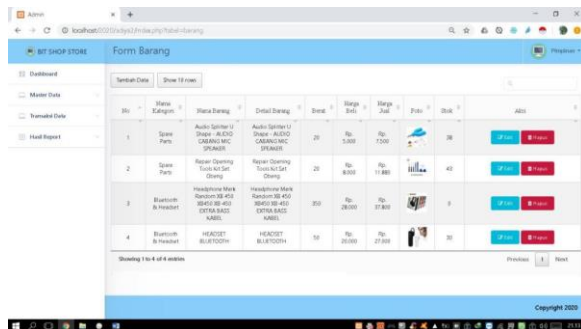 Admin
BIT SHOP STORE
Form Barang
Pimpinan
Dashboard
Master Data
Transaksi Data
Hasil Report
Tambah Data
Show 10 rows
No
Nama Kategori
Nama Barang
Detail Barang
Berat
Harga Beli
Harga Jual
Foto
Stok
Aksi
1
Spare Parts
Audio Splitter U Shape - AUDIO CABANG MIC SPEAKER
Audio Splitter U Shape - AUDIO CABANG MIC SPEAKER
20
Rp. 5.000
Rp. 7.500
38
Edit
Hapus
2
Spare Parts
Repair Opening Tools Kit Set Obeng
Repair Opening Tools Kit Set Obeng
20
Rp. 8.000
Rp. 11.880
40
Edit
Hapus
3
Bluetooth & Headset
Headphone Merk Random XB 450 XB450 XB-450 EXTRA BASS KABEL
Headphone Merk Random XB 450 XB450 XB-450 EXTRA BASS KABEL
350
Rp. 28.000
Rp. 37.800
Edit
Hapus
4
Bluetooth & Headset
HEADSET BLUETOOTH
HEADSET BLUETOOTH
50
Rp. 20.000
Rp. 27.000
30
Edit
Hapus
Showing 1 to 4 of 4 entries
Previous
1
Next
Copyright 2020